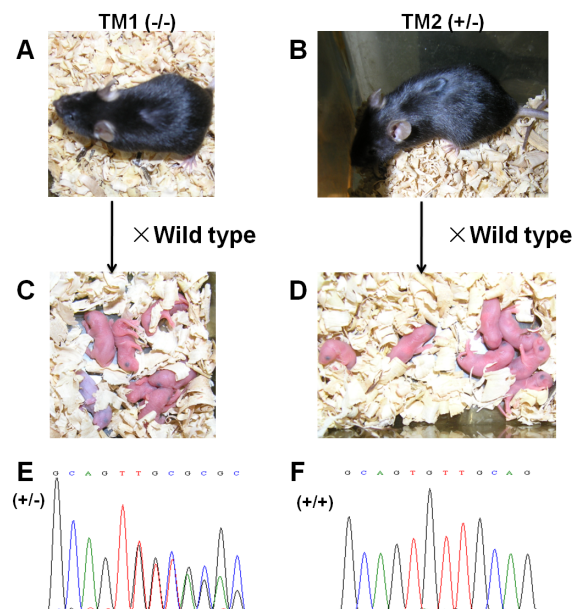 TM1 (-/-)
TM2 (+/-)
A
B
× Wild type
× Wild type
C
D
E
F
(+/-)
(+/+)
G C A G T T G C G C G C
G C A G T G T T G C A G